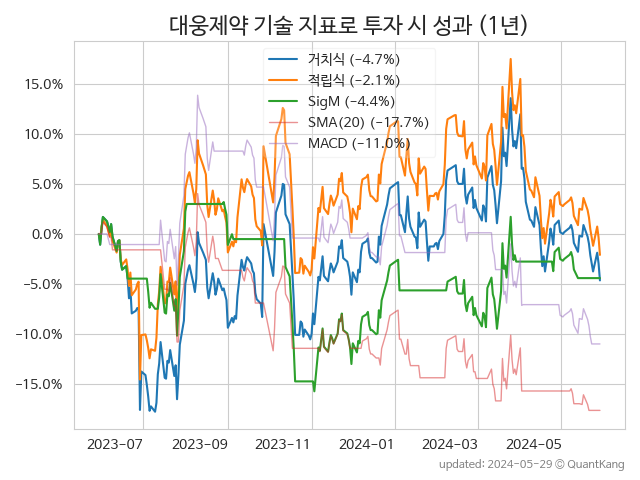 대웅제약 기술 지표로 투자 시 성과 (1년)
거치식 (−4.7%)
적립식 (−2.1%)
SigM (−4.4%)
SMA(20) (−17.7%)
MACD (−11.0%)
15.0%
10.0%
5.0%
0.0%
−5.0%
−10.0%
−15.0%
2023−07 2023−09 2023−11 2024−01 2024−03 2024−05
updated: 2024−05−29 ⓒ QuantKang